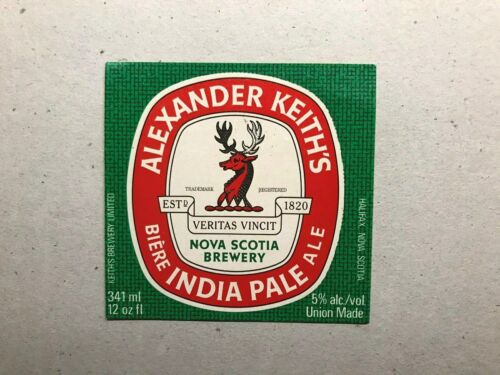 ALEXANDER KEITH'S
TRADEMARK REGISTERED
ESTD 1820
VERITAS VINCIT
NOVA SCOTIA
BREWERY
BIÈRE INDIA PALE ALE
KEITH'S BREWERY LIMITED
HALIFAX, NOVA SCOTIA
341 ml
12 oz fl
5% alc/vol
Union Made